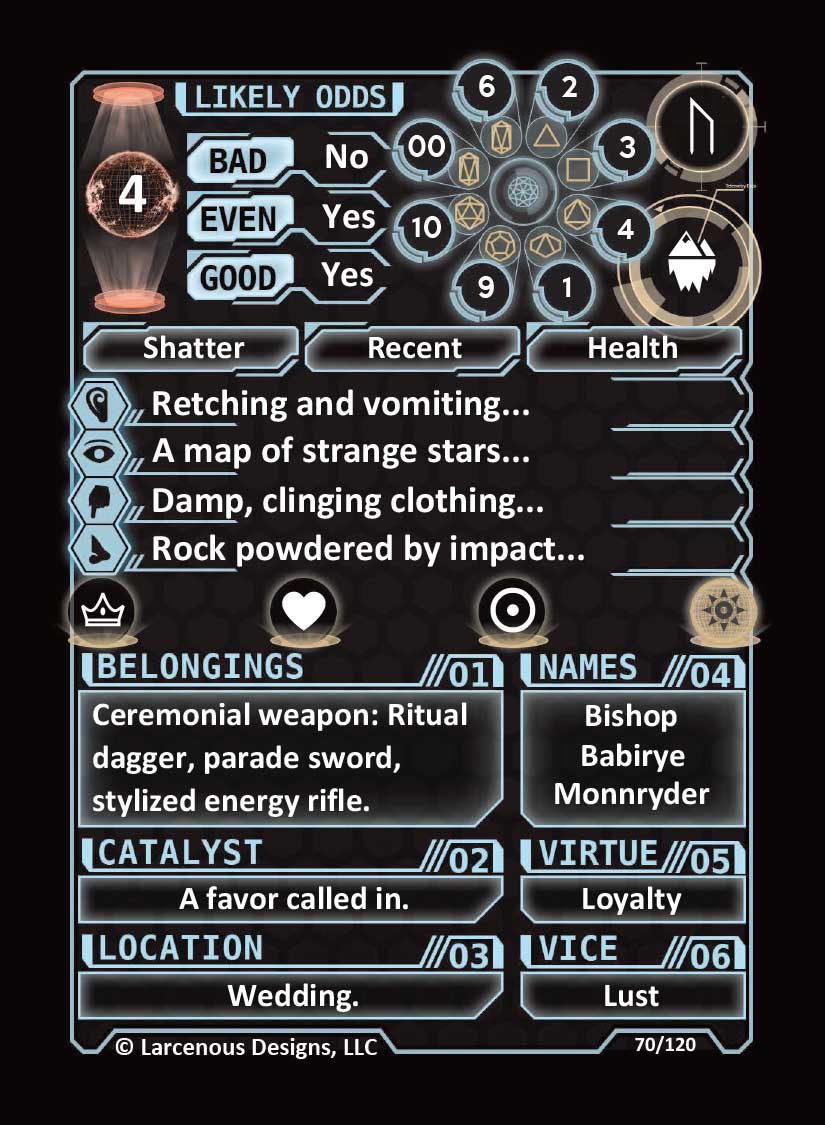 LIKELY ODDS
4
BAD No
EVEN Yes
GOOD Yes
6
2
00
3
10
4
9
1
ᚢ
Shatter Recent Health
Retching and vomiting...
A map of strange stars...
Damp, clinging clothing...
Rock powdered by impact...
BELONGINGS ///01
Ceremonial weapon: Ritual
dagger, parade sword,
stylized energy rifle.
NAMES ///04
Bishop
Babirye
Monnryder
CATALYST ///02
A favor called in.
VIRTUE ///05
Loyalty
LOCATION ///03
Wedding.
VICE ///06
Lust
© Larcenous Designs, LLC
70/120